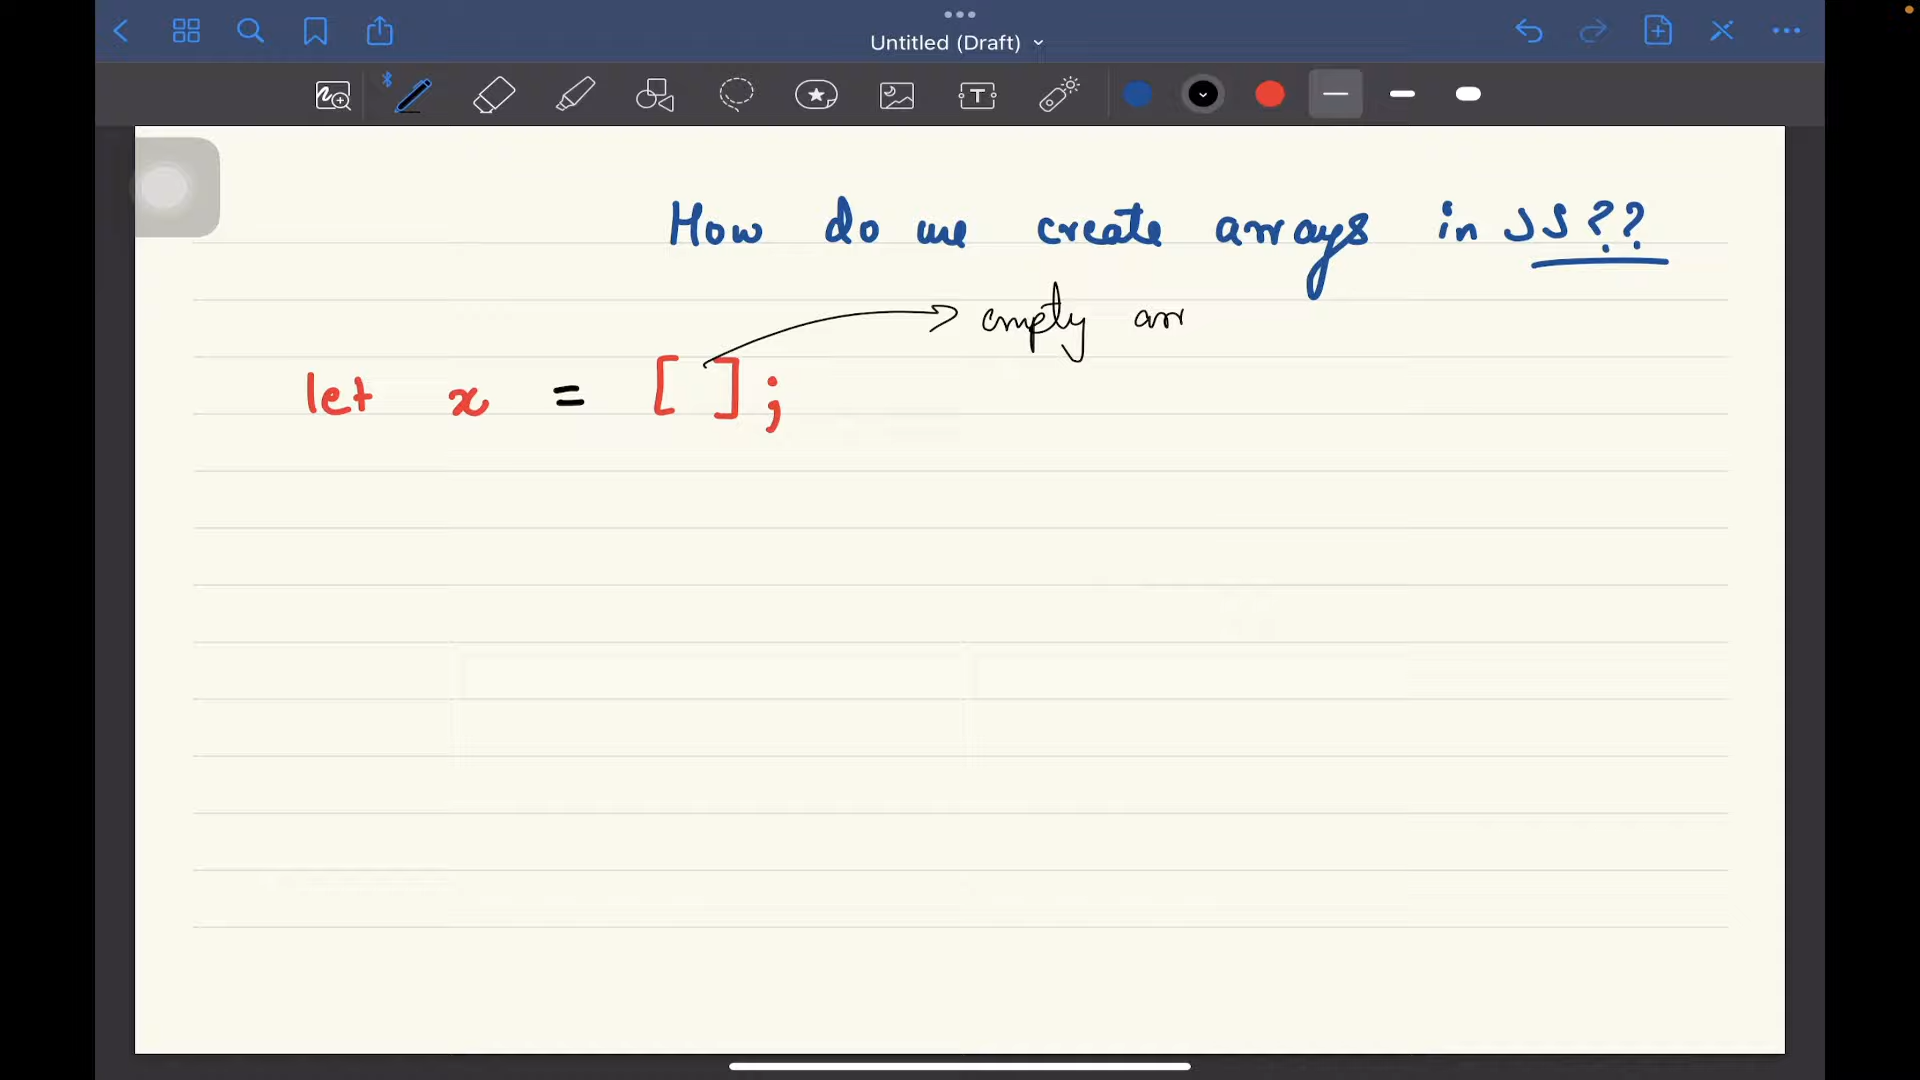 Untitled (Draft)
T
How do we create arrays in JS??
empty arr
let x = [ ];